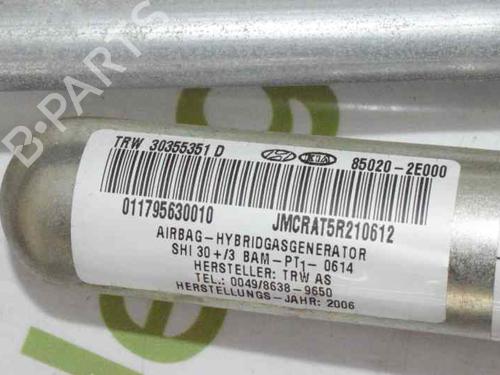 B-PARTS
TRW 30355351 D KIA 85020-2E000
011795630010 JMCRAT5R210612
AIRBAG-HYBRIDGASGENERATOR
SHI 30+/3 BAM-PT1-0614
HERSTELLER: TRW AS
TEL.: 0049/8638-9650
HERSTELLUNGS-JAHR: 2006